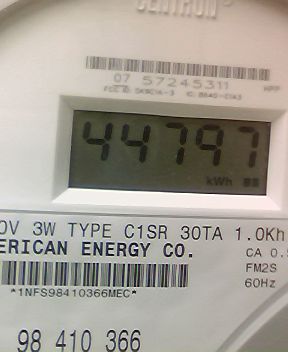 CENTRON
07 57245311
44797
kWh
0V 3W TYPE C1SR 30TA 1.0Kh
ERICAN ENERGY CO.
CA 0.5
FM2S
60Hz
*1NFS98410366MEC*
98 410 366